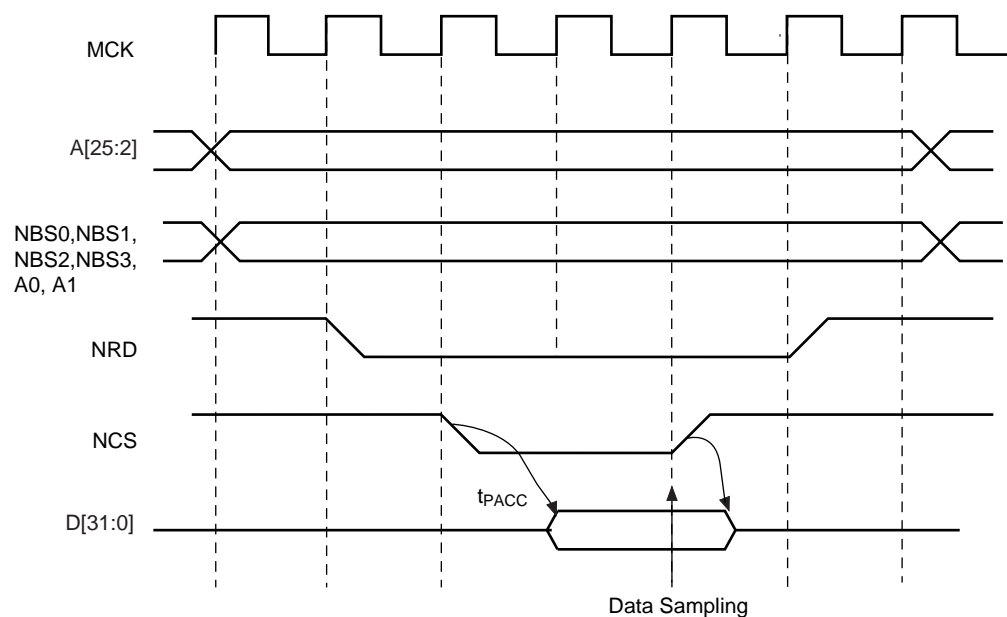 MCK
A[25:2]
NBS0,NBS1,
NBS2,NBS3,
A0, A1
NRD
NCS
tPACC
D[31:0]
Data Sampling